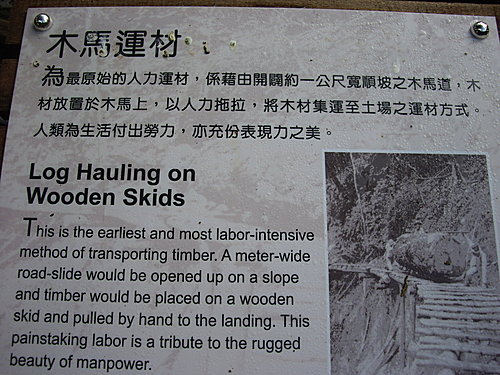 木馬運材
為最原始的人力運材，係藉由開闢約一公尺寬順坡之木馬道，木
材放置於木馬上，以人力拖拉，將木材集運至土場之運材方式。
人類為生活付出勞力，亦充份表現力之美。
Log Hauling on
Wooden Skids
This is the earliest and most labor-intensive
method of transporting timber. A meter-wide
road-slide would be opened up on a slope
and timber would be placed on a wooden
skid and pulled by hand to the landing. This
painstaking labor is a tribute to the rugged
beauty of manpower.